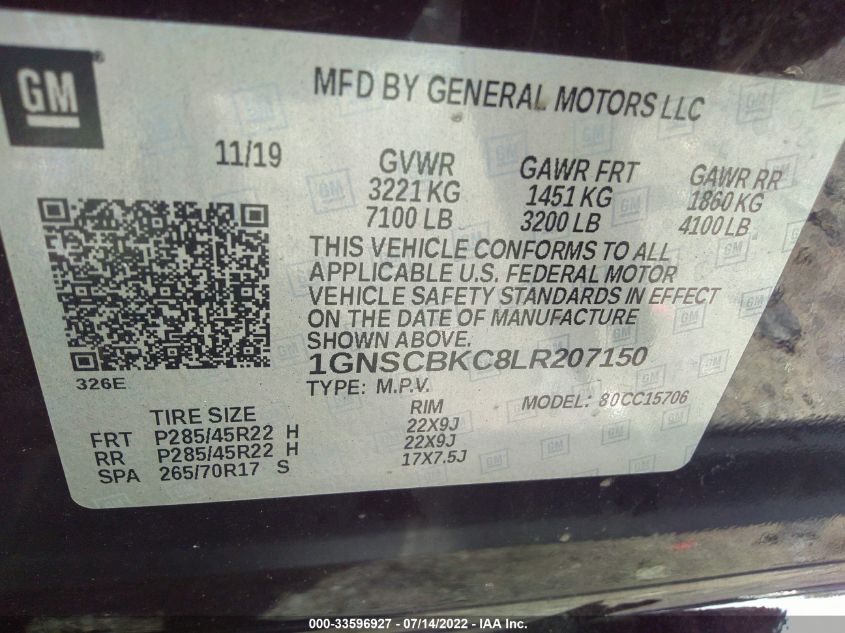 GM
MFD BY GENERAL MOTORS LLC
11/19
GVWR
3221 KG
7100 LB
GAWR FRT
1451 KG
3200 LB
GAWR RR
1860 KG
4100 LB
THIS VEHICLE CONFORMS TO ALL
APPLICABLE U.S. FEDERAL MOTOR
VEHICLE SAFETY STANDARDS IN EFFECT
ON THE DATE OF MANUFACTURE
SHOWN ABOVE.
1GNSCBKC8LR207150
326E
TYPE: M.P.V.
MODEL: 80CC15706
TIRE SIZE
RIM
FRT P285/45R22 H 22X9J
RR P285/45R22 H 22X9J
SPA 265/70R17 S 17X7.5J
000-33596927 - 07/14/2022 - IAA Inc.